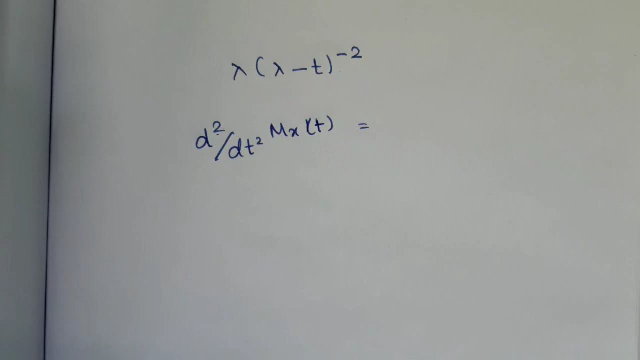 λ(λ-t)⁻²
d²/dt² Mx(t) =